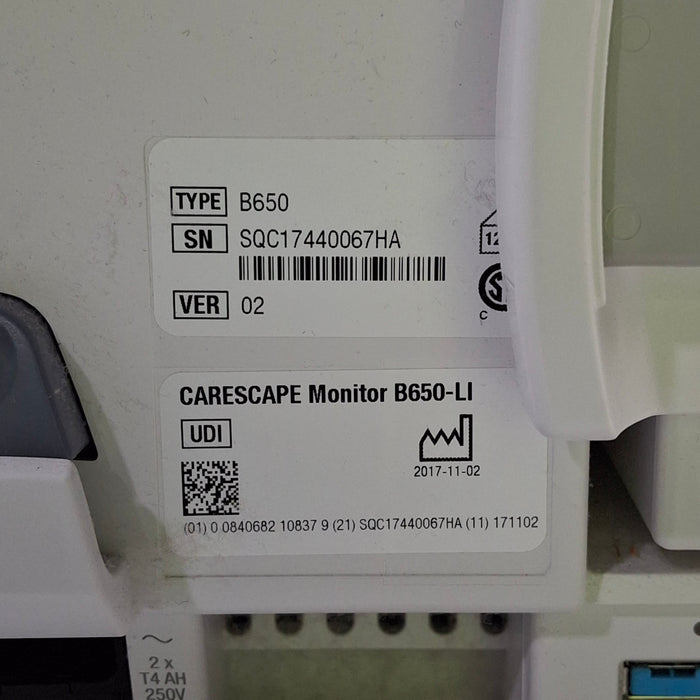 TYPE B650
SN SQC17440067HA
VER 02
12
C
CARESCAPE Monitor B650-LI
UDI
2017-11-02
(01) 0 0840682 10837 9 (21) SQC17440067HA (11) 171102
2 x
T4 AH
250V